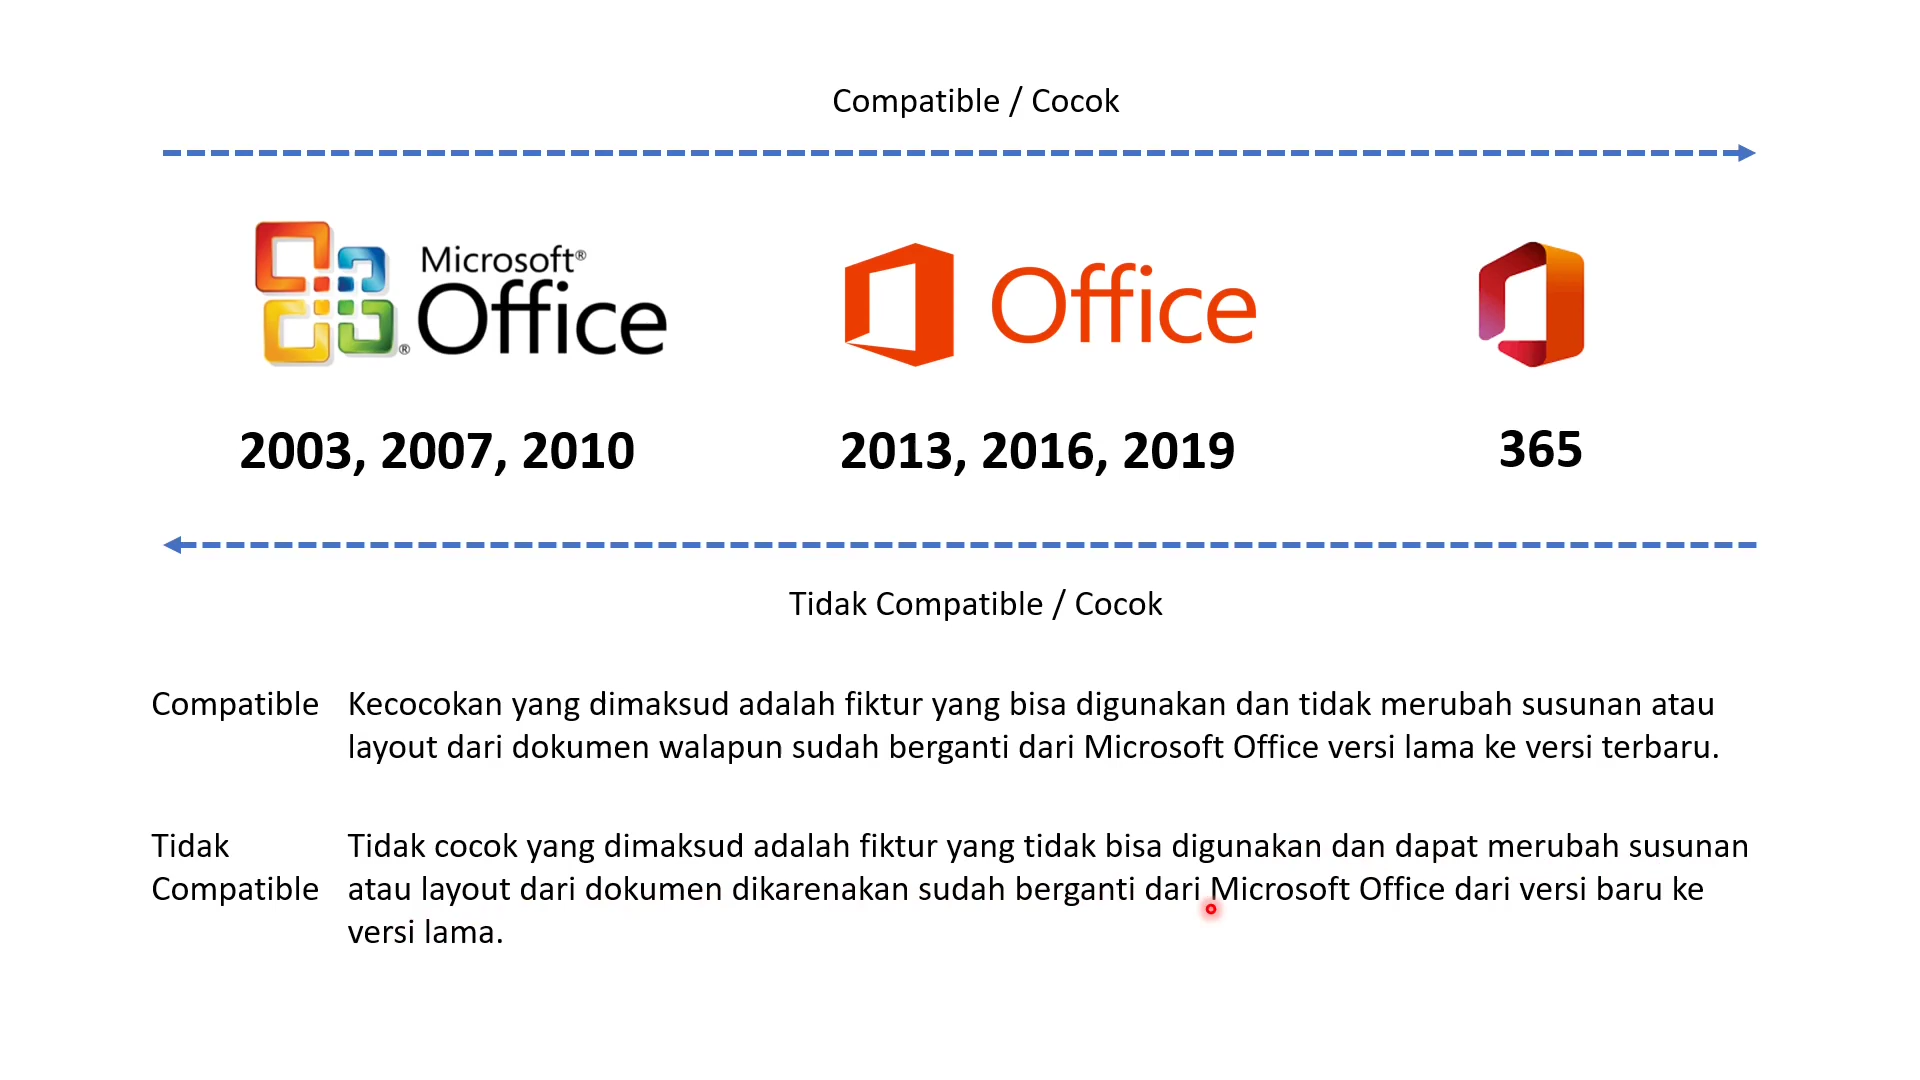 Compatible / Cocok
Microsoft®
Office
®
Office
2003, 2007, 2010
2013, 2016, 2019
365
Tidak Compatible / Cocok
Compatible
Kecocokan yang dimaksud adalah fiktur yang bisa digunakan dan tidak merubah susunan atau
layout dari dokumen walapun sudah berganti dari Microsoft Office versi lama ke versi terbaru.
Tidak
Compatible
Tidak cocok yang dimaksud adalah fiktur yang tidak bisa digunakan dan dapat merubah susunan
atau layout dari dokumen dikarenakan sudah berganti dari Microsoft Office dari versi baru ke
versi lama.